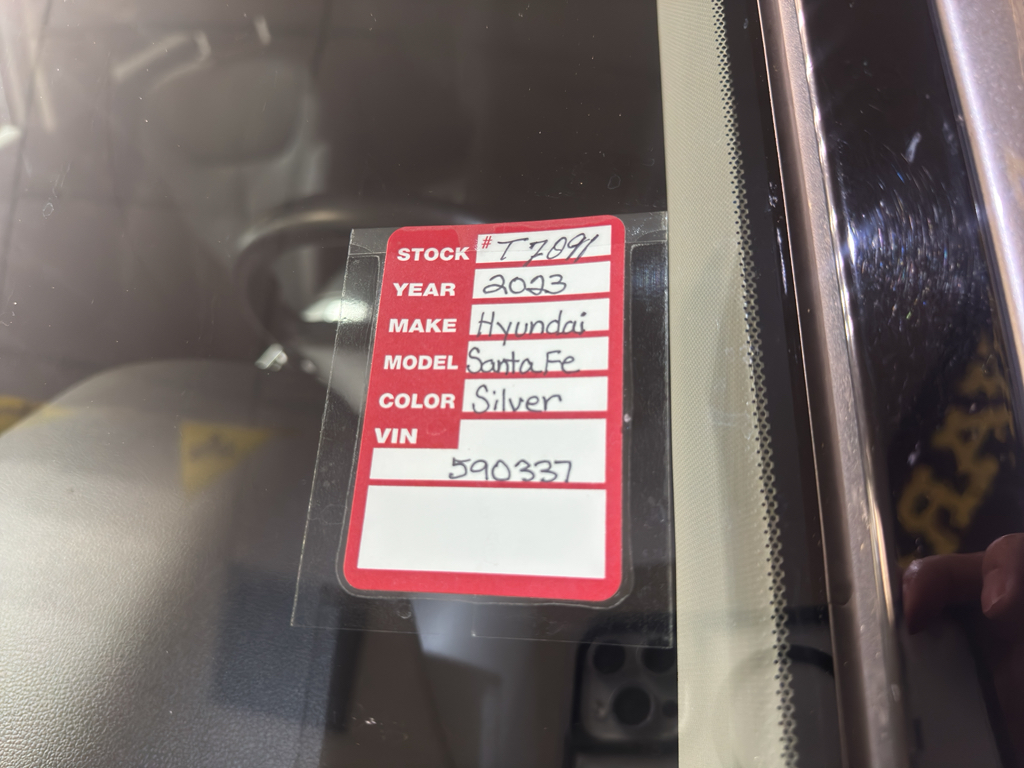 STOCK # T7091
YEAR 2023
MAKE Hyundai
MODEL Santa Fe
COLOR Silver
VIN
590337